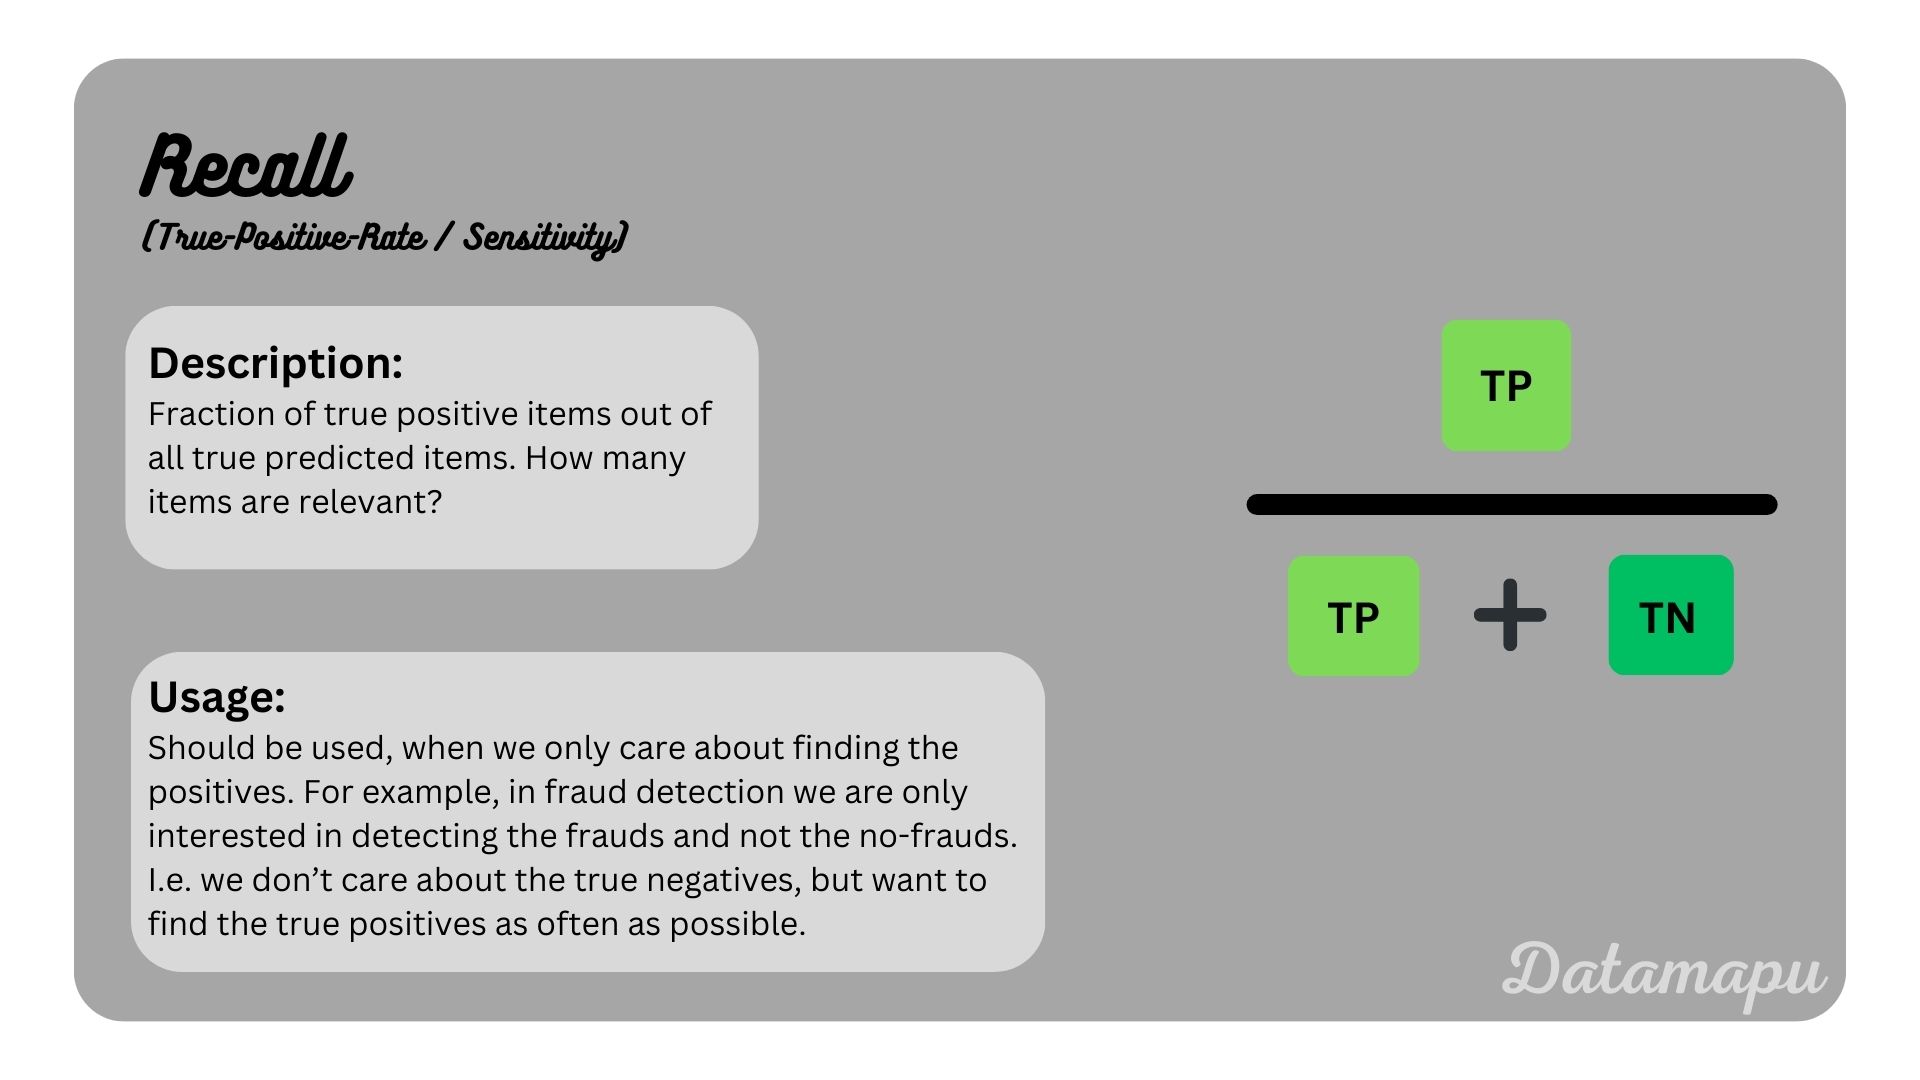 Recall
(True-Positive-Rate / Sensitivity)
Description:
Fraction of true positive items out of
all true predicted items. How many
items are relevant?
TP
TP + TN
Usage:
Should be used, when we only care about finding the
positives. For example, in fraud detection we are only
interested in detecting the frauds and not the no-frauds.
I.e. we don’t care about the true negatives, but want to
find the true positives as often as possible.
Datamapu